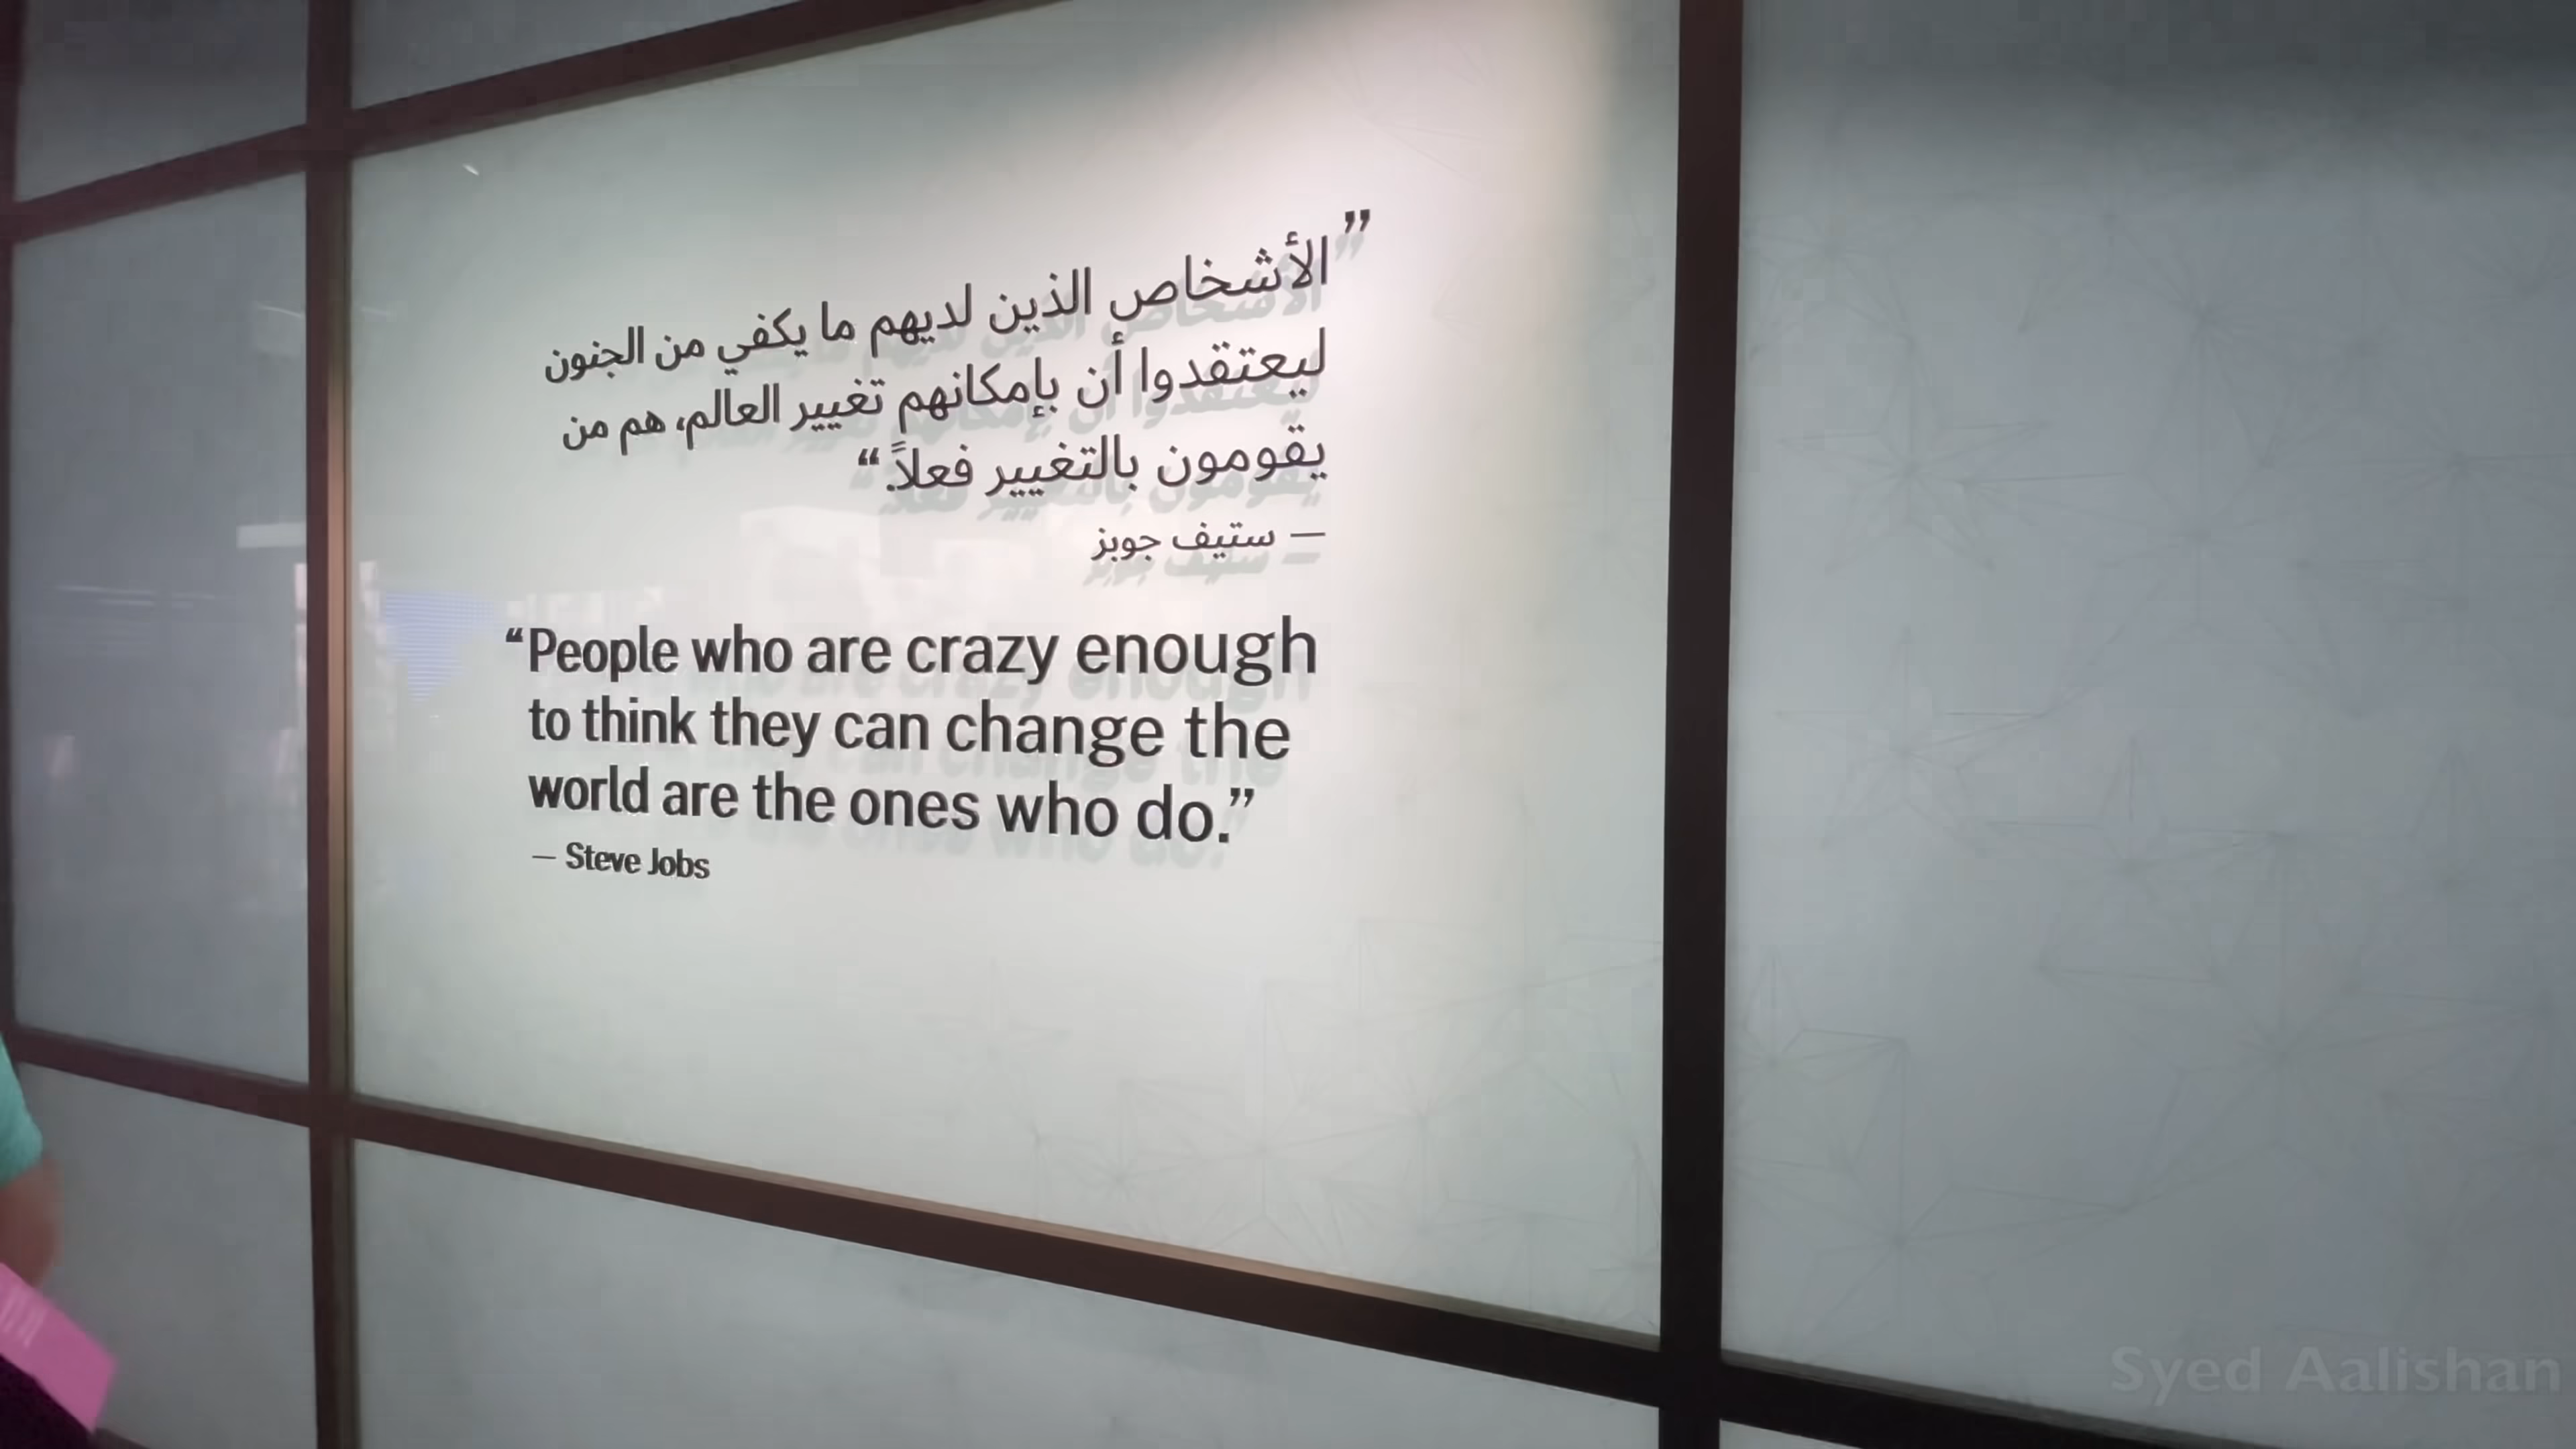 ”الأشخاص الذين لديهم ما يكفي من الجنون
ليعتقدوا أن بإمكانهم تغيير العالم، هم من
يقومون بالتغيير فعلاً.“
— ستيف جوبز
“People who are crazy enough
to think they can change the
world are the ones who do.”
— Steve Jobs
Syed Aalishan